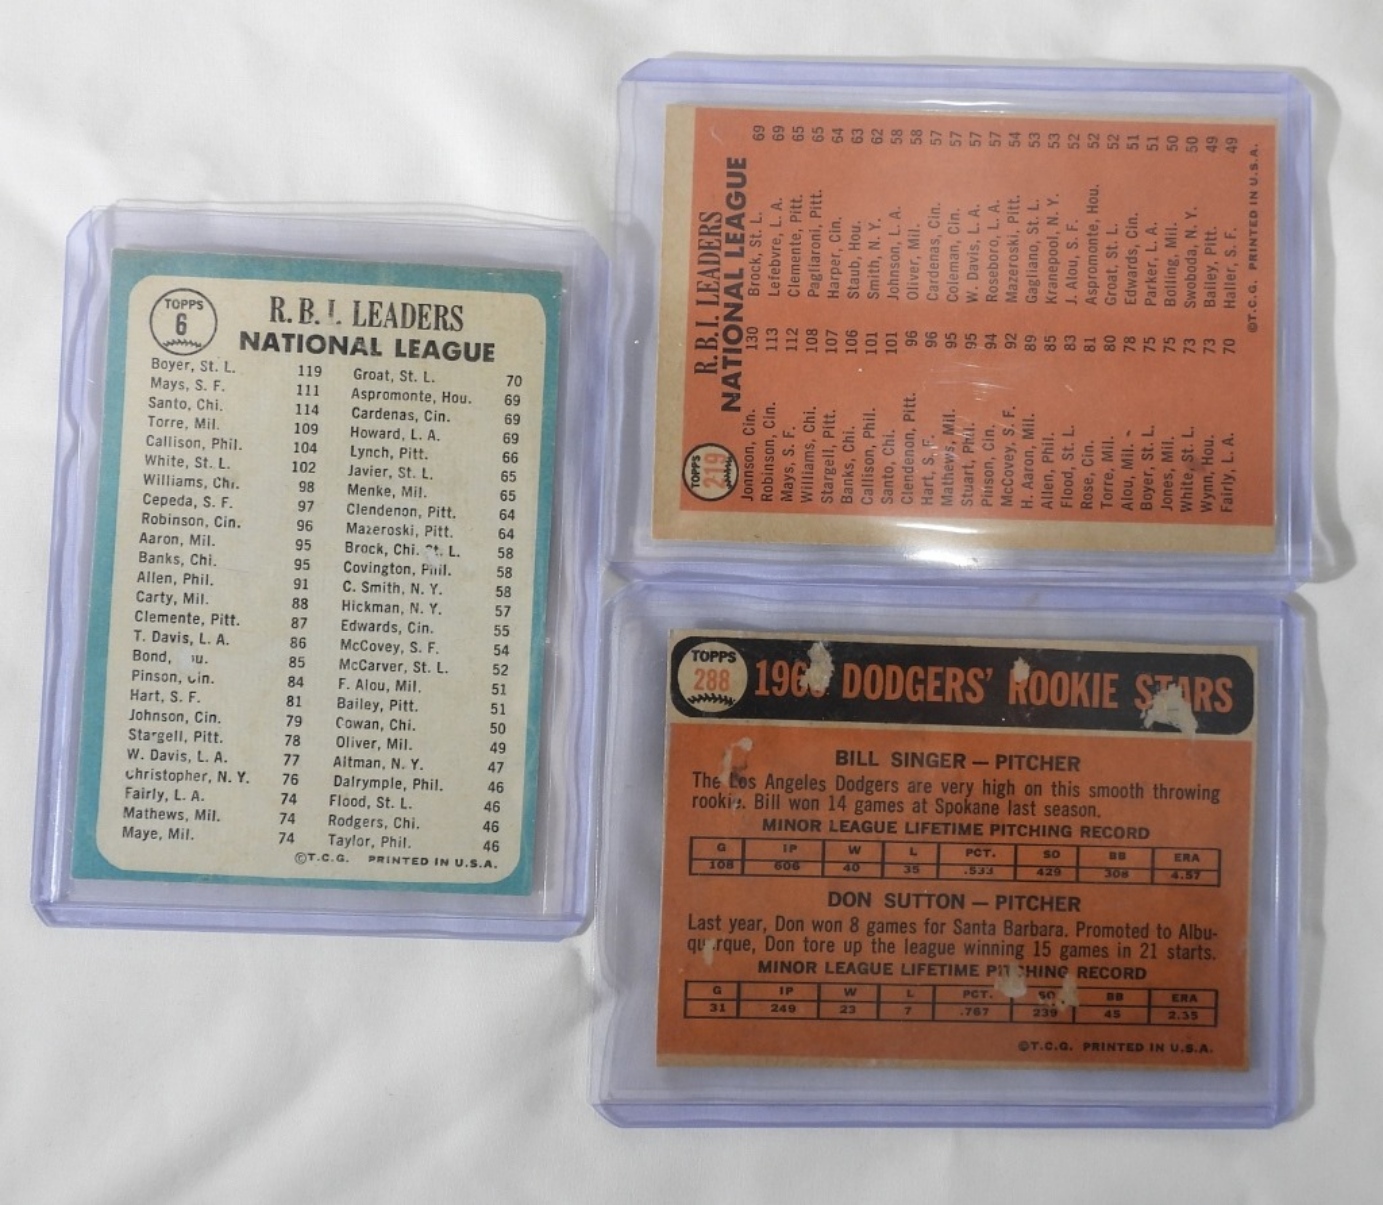 TOPPS
6
R.B.I. LEADERS
NATIONAL LEAGUE
Boyer, St. L. 119
Mays, S. F. 111
Santo, Chi. 114
Torre, Mil. 109
Callison, Phil. 104
White, St. L. 102
Williams, Chi. 98
Cepeda, S. F. 97
Robinson, Cin. 96
Aaron, Mil. 95
Banks, Chi. 95
Allen, Phil. 91
Carty, Mil. 88
Clemente, Pitt. 87
T. Davis, L. A. 86
Bond, ou. 85
Pinson, Cin. 84
Hart, S. F. 81
Johnson, Cin. 79
Stargell, Pitt. 78
W. Davis, L. A. 77
Christopher, N. Y. 76
Fairly, L. A. 74
Mathews, Mil. 74
Maye, Mil. 74
Groat, St. L. 70
Aspromonte, Hou. 69
Cardenas, Cin. 69
Howard, L. A. 69
Lynch, Pitt. 66
Javier, St. L. 65
Menke, Mil. 65
Clendenon, Pitt. 64
Mazeroski, Pitt. 64
Brock, Chi. St. L. 58
Covington, Phil. 58
C. Smith, N. Y. 58
Hickman, N. Y. 57
Edwards, Cin. 55
McCovey, S. F. 54
McCarver, St. L. 52
F. Alou, Mil. 51
Bailey, Pitt. 51
Cowan, Chi. 50
Oliver, Mil. 49
Altman, N. Y. 47
Dalrymple, Phil. 46
Flood, St. L. 46
Rodgers, Chi. 46
Taylor, Phil. 46
©T.C.G. PRINTED IN U.S.A.
TOPPS
219
R.B.I. LEADERS
NATIONAL LEAGUE
Johnson, Cin. 130
Robinson, Cin. 113
Mays, S. F. 112
Williams, Chi. 108
Stargell, Pitt. 107
Banks, Chi. 106
Callison, Phil. 101
Santo, Chi. 101
Clendenon, Pitt. 96
Hart, S. F. 96
Mathews, Mil. 95
Stuart, Phil. 95
Pinson, Cin. 94
McCovey, S. F. 92
H. Aaron, Mil. 89
Allen, Phil. 85
Flood, St. L. 83
Rose, Cin. 81
Torre, Mil. 80
Alou, Mil. 78
Boyer, St. L. 75
Jones, Mil. 75
White, St. L. 73
Wynn, Hou. 73
Fairly, L. A. 70
Brock, St. L. 69
Lefebvre, L. A. 69
Clemente, Pitt. 65
Pagliaroni, Pitt. 65
Harper, Cin. 64
Staub, Hou. 63
Smith, N. Y. 62
Johnson, L. A. 58
Oliver, Mil. 58
Cardenas, Cin. 57
Coleman, Cin. 57
W. Davis, L. A. 57
Roseboro, L. A. 57
Mazeroski, Pitt. 54
Gagliano, St. L. 53
Kranepool, N. Y. 53
J. Alou, S. F. 52
Aspromonte, Hou. 52
Groat, St. L. 52
Edwards, Cin. 51
Parker, L. A. 51
Bolling, Mil. 50
Swoboda, N. Y. 50
Bailey, Pitt. 49
Haller, S. F. 49
©T.C.G. PRINTED IN U.S.A.
TOPPS
288
1966 DODGERS' ROOKIE STARS
BILL SINGER — PITCHER
The Los Angeles Dodgers are very high on this smooth throwing
rookie. Bill won 14 games at Spokane last season.
MINOR LEAGUE LIFETIME PITCHING RECORD
G IP W L PCT. SO BB ERA
108 606 40 35 .533 429 308 4.57
DON SUTTON — PITCHER
Last year, Don won 8 games for Santa Barbara. Promoted to Albu-
querque, Don tore up the league winning 15 games in 21 starts.
MINOR LEAGUE LIFETIME PITCHING RECORD
G IP W L PCT. SO BB ERA
31 249 23 7 .767 239 45 2.35
©T.C.G. PRINTED IN U.S.A.